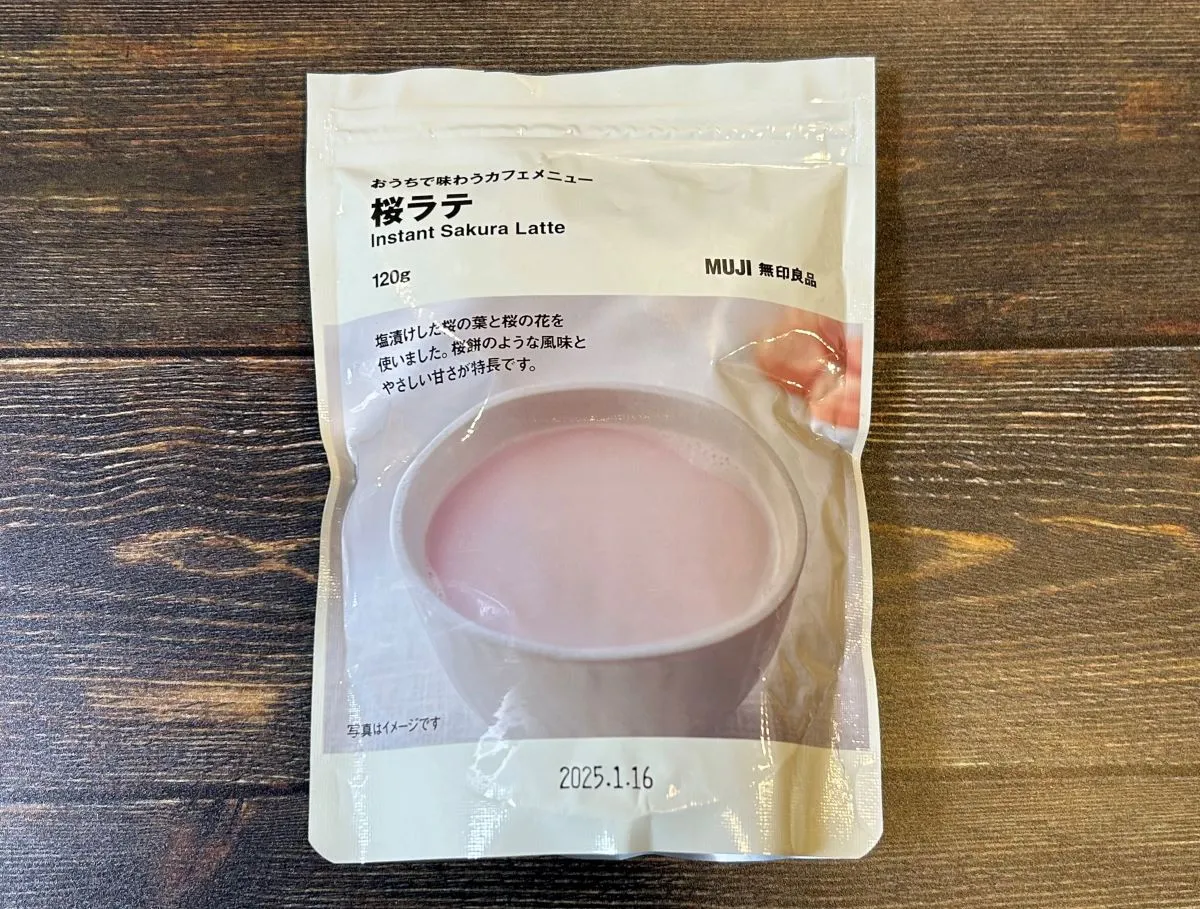 おうちで味わうカフェメニュー
桜ラテ
Instant Sakura Latte
120g
MUJI 無印良品
塩漬けした桜の葉と桜の花を
使いました。桜餅のような風味と
やさしい甘さが特長です。
写真はイメージです
2025.1.16